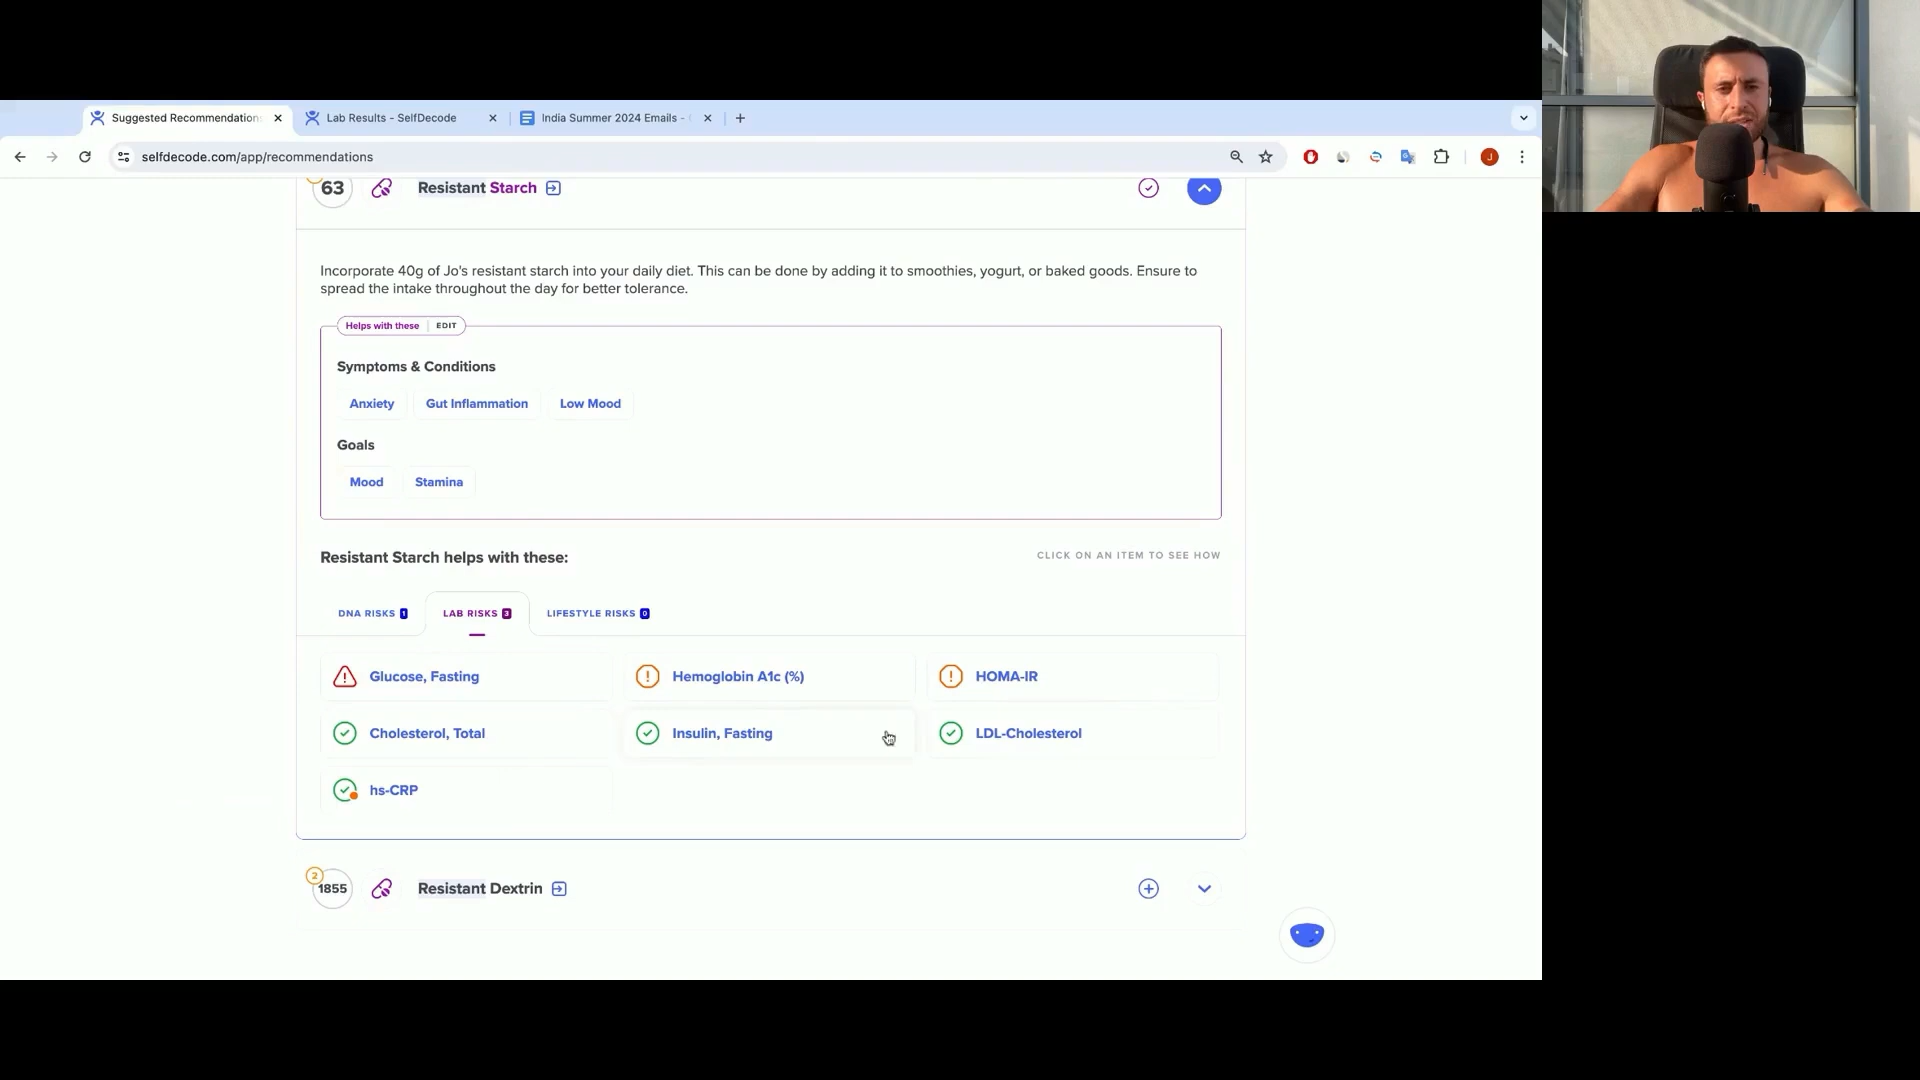 Suggested Recommendation
Lab Results - SelfDecode
India Summer 2024 Emails -
selfdecode.com/app/recommendations
J
63
Resistant Starch
Incorporate 40g of Jo's resistant starch into your daily diet. This can be done by adding it to smoothies, yogurt, or baked goods. Ensure to
spread the intake throughout the day for better tolerance.
Helps with these
EDIT
Symptoms & Conditions
Anxiety
Gut Inflammation
Low Mood
Goals
Mood
Stamina
Resistant Starch helps with these:
CLICK ON AN ITEM TO SEE HOW
DNA RISKS 1
LAB RISKS 3
LIFESTYLE RISKS 0
Glucose, Fasting
Hemoglobin A1c (%)
HOMA-IR
Cholesterol, Total
Insulin, Fasting
LDL-Cholesterol
hs-CRP
2
1855
Resistant Dextrin